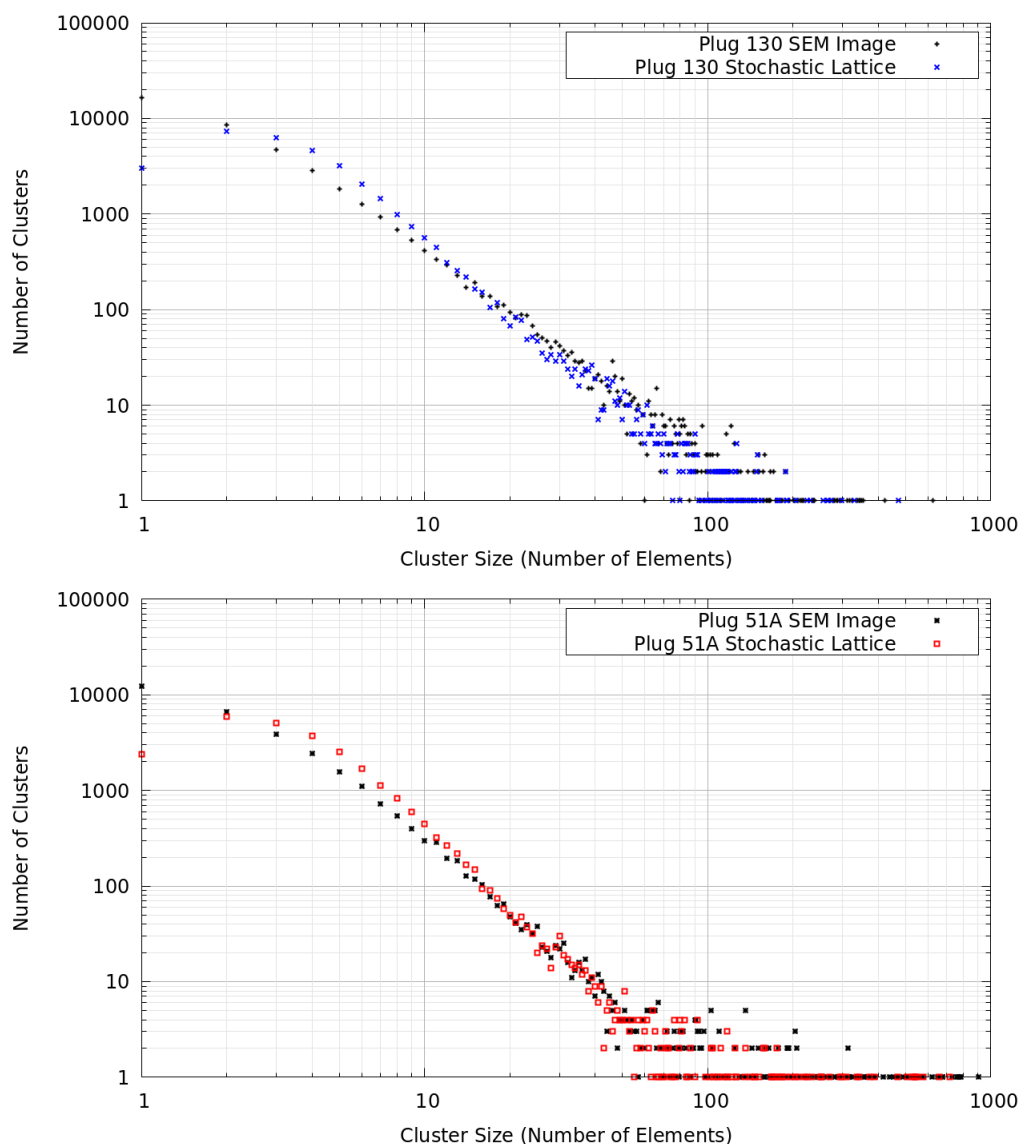 100000
10000
1000
100
10
1
Number of Clusters
Plug 130 SEM Image
Plug 130 Stochastic Lattice
1 10 100 1000
Cluster Size (Number of Elements)
100000
10000
1000
100
10
1
Number of Clusters
Plug 51A SEM Image
Plug 51A Stochastic Lattice
1 10 100 1000
Cluster Size (Number of Elements)